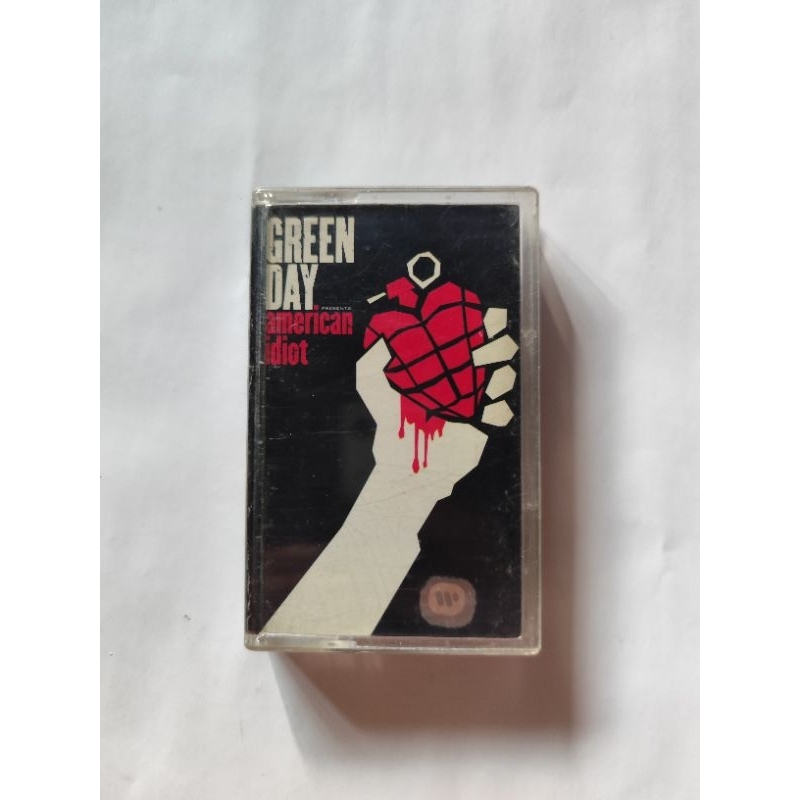 GREEN
DAY
PRESENTS
american
idiot